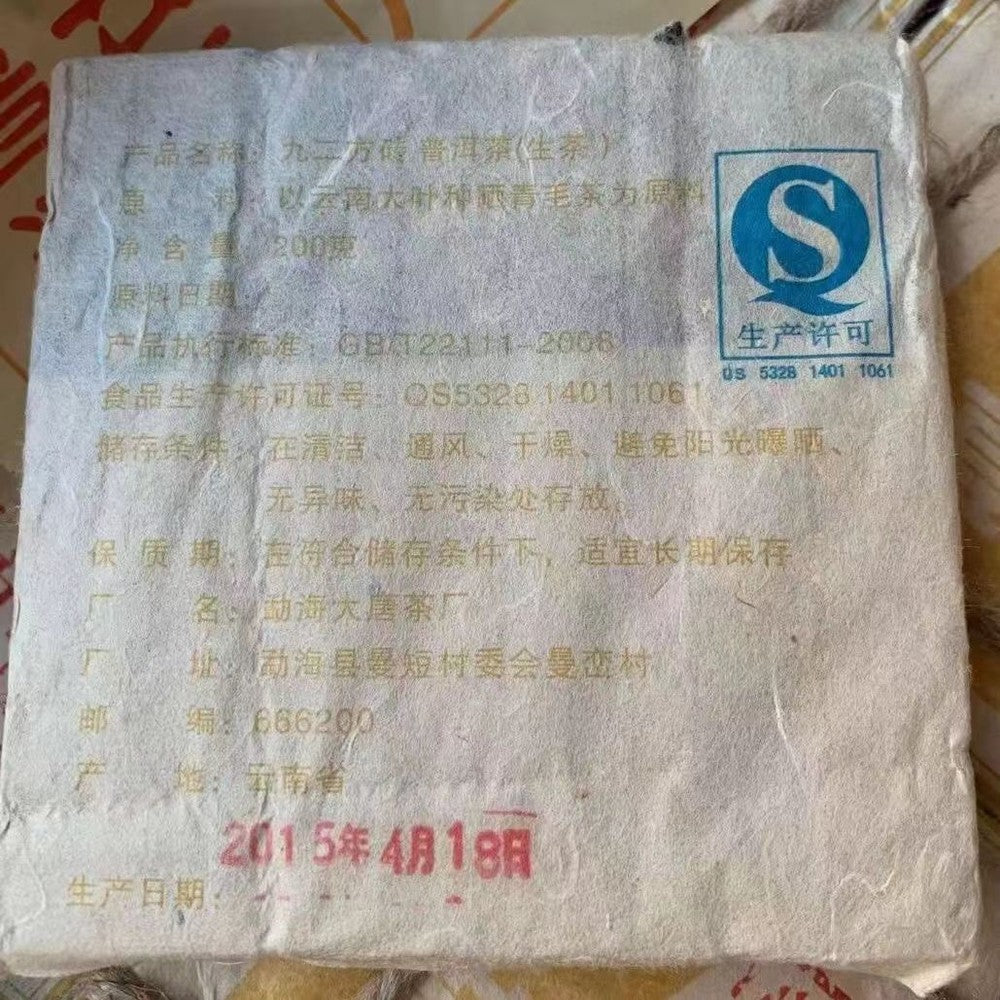 产品名称：九二方砖 普洱茶(生茶)
原 料：以云南大叶种晒青毛茶为原料
净含量：200克
原料日期：
产品执行标准：GB/T22111-2008
食品生产许可证号：QS5328 1401 1061
储存条件：在清洁、通风、干燥、避免阳光曝晒、
无异味、无污染处存放。
保质期：在符合储存条件下，适宜长期保存
厂 名：勐海大唐茶厂
厂 址：勐海县曼短村委会曼峦村
邮 编：666200
产 地：云南省
2015年4月18日
生产日期：
QS
生产许可
QS 5328 1401 1061